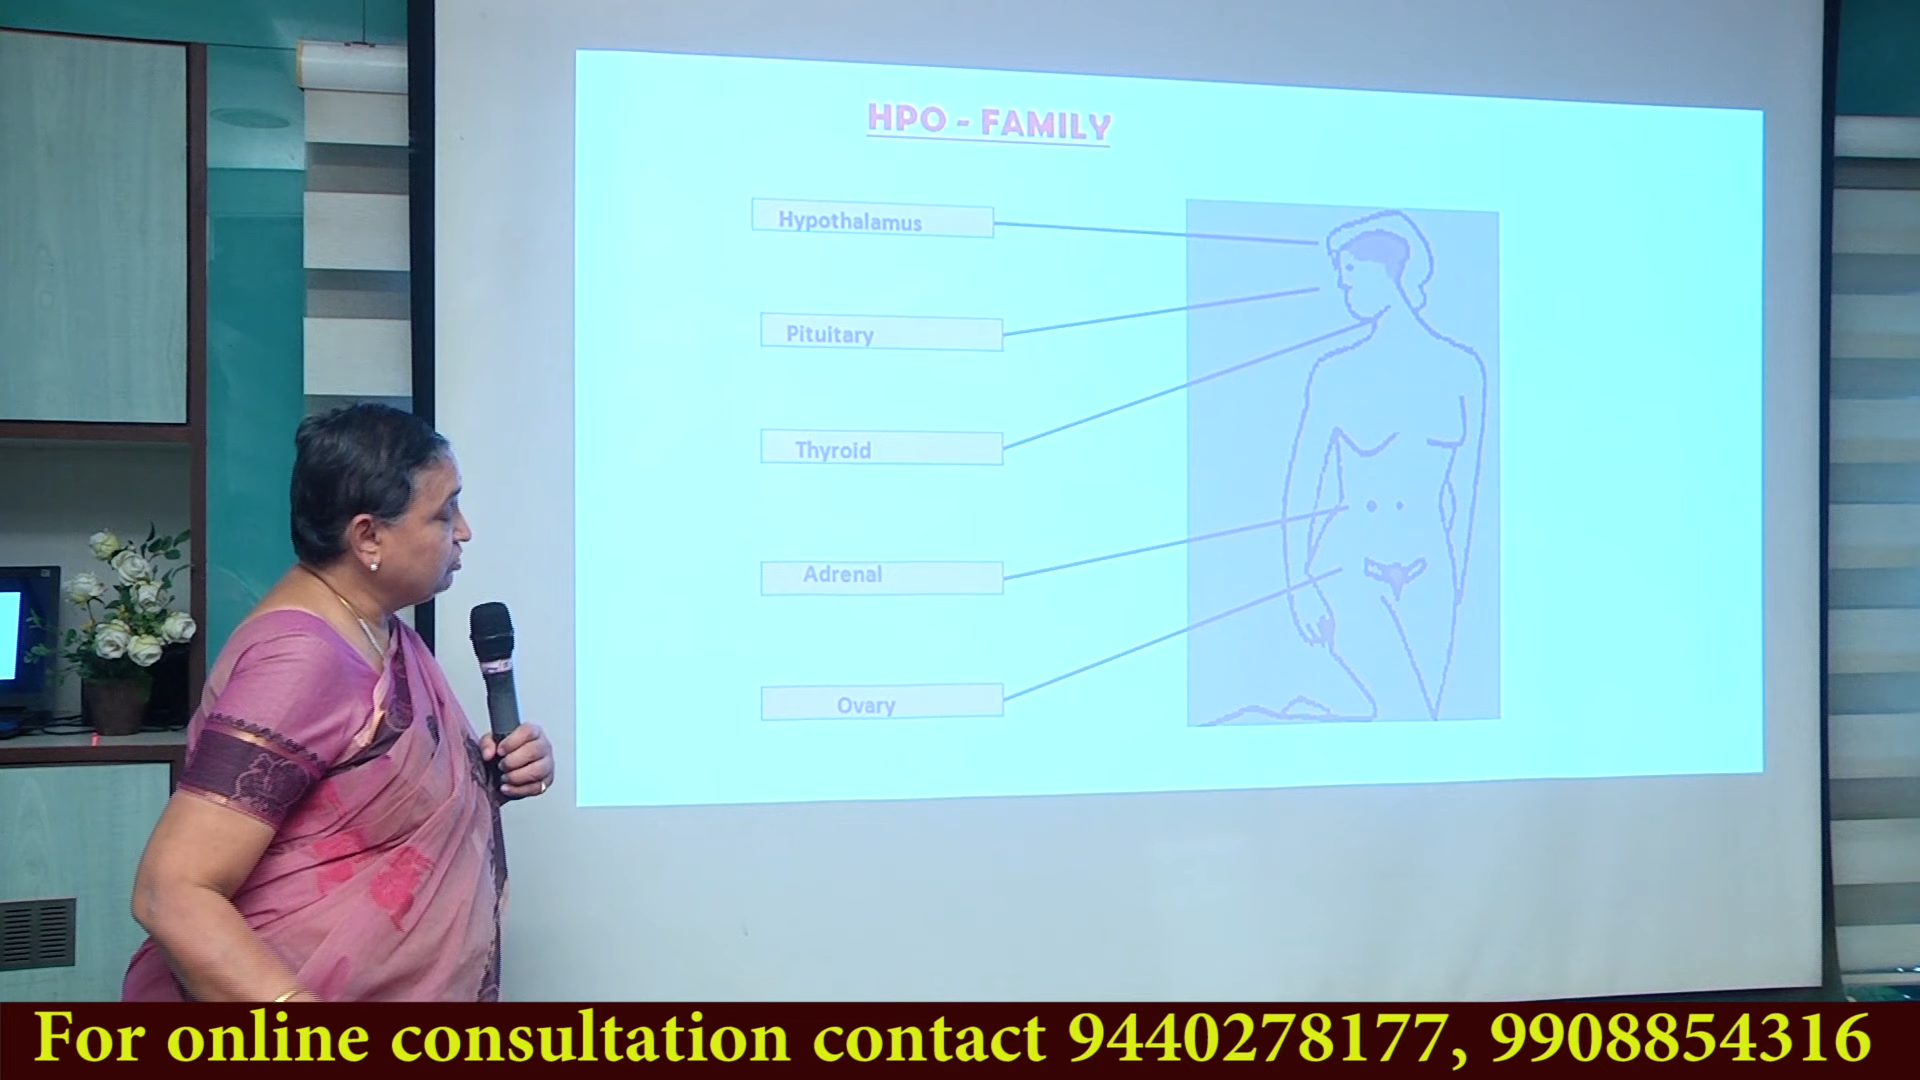 HPO - FAMILY
Hypothalamus
Pituitary
Thyroid
Adrenal
Ovary
For online consultation contact 9440278177, 9908854316